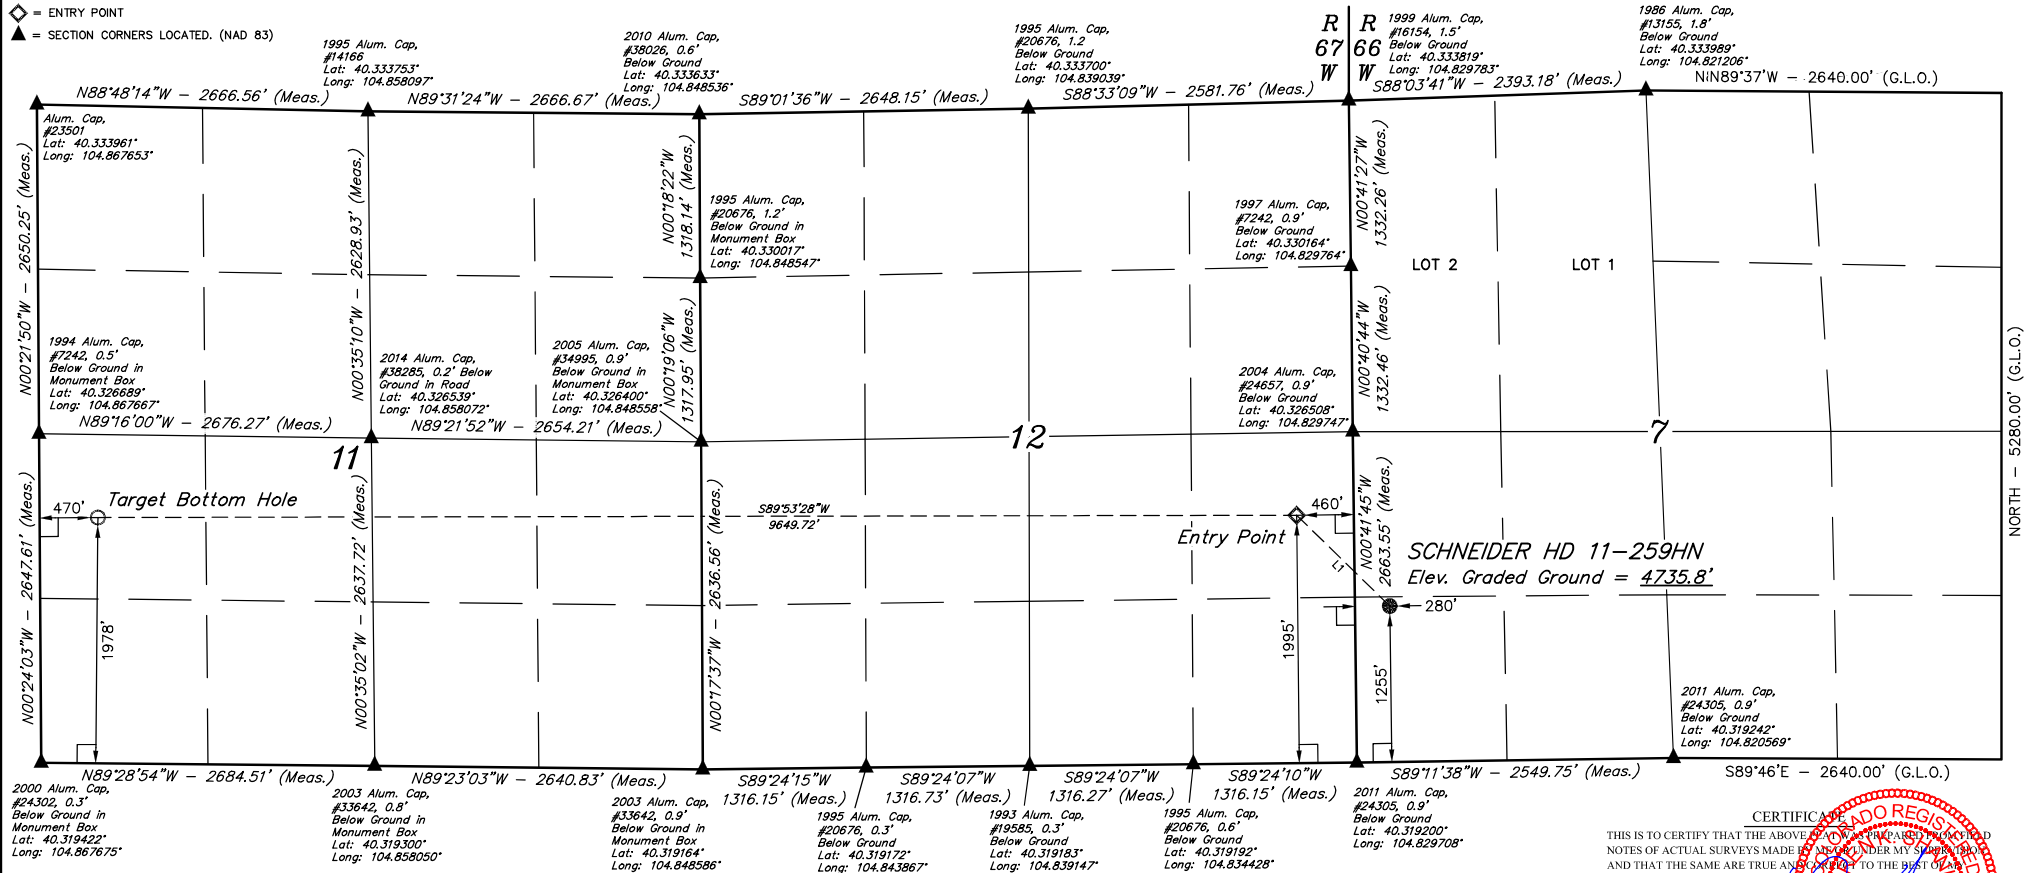 = ENTRY POINT
= SECTION CORNERS LOCATED. (NAD 83)
1995 Alum. Cap,
#14166
Lat: 40.333753°
Long: 104.858097°
2010 Alum. Cap,
#38026, 0.6'
Below Ground
Lat: 40.333633°
Long: 104.848536°
1995 Alum. Cap,
#20676, 1.2
Below Ground
Lat: 40.333700°
Long: 104.839039°
R R
67 66
W W
1999 Alum. Cap,
#16154, 1.5'
Below Ground
Lat: 40.333819°
Long: 104.829783°
1986 Alum. Cap,
#13155, 1.8'
Below Ground
Lat: 40.333989°
Long: 104.821206°
N88°48'14"W - 2666.56' (Meas.)
N89°31'24"W - 2666.67' (Meas.)
S89°01'36"W - 2648.15' (Meas.)
S88°33'09"W - 2581.76' (Meas.)
S88°03'41"W - 2393.18' (Meas.)
NiN89°37'W - 2640.00' (G.L.O.)
Alum. Cap,
#23501
Lat: 40.333961°
Long: 104.867653°
N00°21'50"W - 2650.25' (Meas.)
N00°35'10"W - 2628.93' (Meas.)
N00°18'22"W
1318.14' (Meas.)
1995 Alum. Cap,
#20676, 1.2'
Below Ground in
Monument Box
Lat: 40.330017°
Long: 104.848547°
1997 Alum. Cap,
#7242, 0.9'
Below Ground
Lat: 40.330164°
Long: 104.829764°
N00°41'27"W
1332.26' (Meas.)
LOT 2
LOT 1
1994 Alum. Cap,
#7242, 0.5'
Below Ground in
Monument Box
Lat: 40.326689°
Long: 104.867667°
2014 Alum. Cap,
#38285, 0.2' Below
Ground in Road
Lat: 40.326539°
Long: 104.858072°
2005 Alum. Cap,
#34995, 0.9'
Below Ground in
Monument Box
Lat: 40.326400°
Long: 104.848558°
N00°19'06"W
1317.95' (Meas.)
2004 Alum. Cap,
#24657, 0.9'
Below Ground
Lat: 40.326508°
Long: 104.829747°
N00°40'44"W
1332.46' (Meas.)
NORTH - 5280.00' (G.L.O.)
N89°16'00"W - 2676.27' (Meas.)
N89°21'52"W - 2654.21' (Meas.)
11
12
7
N00°24'03"W - 2647.61' (Meas.)
470'
Target Bottom Hole
N00°35'02"W - 2637.72' (Meas.)
N00°17'37"W - 2636.56' (Meas.)
S89°53'28"W
9649.72'
460'
Entry Point
L1
N00°41'45"W
2663.55' (Meas.)
SCHNEIDER HD 11-259HN
Elev. Graded Ground = 4735.8'
280'
1978'
1995'
1255'
2011 Alum. Cap,
#24305, 0.9'
Below Ground
Lat: 40.319242°
Long: 104.820569°
N89°28'54"W - 2684.51' (Meas.)
N89°23'03"W - 2640.83' (Meas.)
S89°24'15"W
1316.15' (Meas.)
S89°24'07"W
1316.73' (Meas.)
S89°24'07"W
1316.27' (Meas.)
S89°24'10"W
1316.15' (Meas.)
S89°11'38"W - 2549.75' (Meas.)
S89°46'E - 2640.00' (G.L.O.)
2000 Alum. Cap,
#24302, 0.3'
Below Ground in
Monument Box
Lat: 40.319422°
Long: 104.867675°
2003 Alum. Cap,
#33642, 0.8'
Below Ground in
Monument Box
Lat: 40.319300°
Long: 104.858050°
2003 Alum. Cap,
#33642, 0.9'
Below Ground in
Monument Box
Lat: 40.319164°
Long: 104.848586°
1995 Alum. Cap,
#20676, 0.3'
Below Ground
Lat: 40.319172°
Long: 104.843867°
1993 Alum. Cap,
#19585, 0.3'
Below Ground
Lat: 40.319183°
Long: 104.839147°
1995 Alum. Cap,
#20676, 0.6'
Below Ground
Lat: 40.319192°
Long: 104.834428°
2011 Alum. Cap,
#24305, 0.9'
Below Ground
Lat: 40.319200°
Long: 104.829708°
CERTIFICATE
THIS IS TO CERTIFY THAT THE ABOVE PLAT WAS PREPARED FROM FIELD
NOTES OF ACTUAL SURVEYS MADE BY ME OR UNDER MY SUPERVISION
AND THAT THE SAME ARE TRUE AND CORRECT TO THE BEST OF MY
REGISTERED